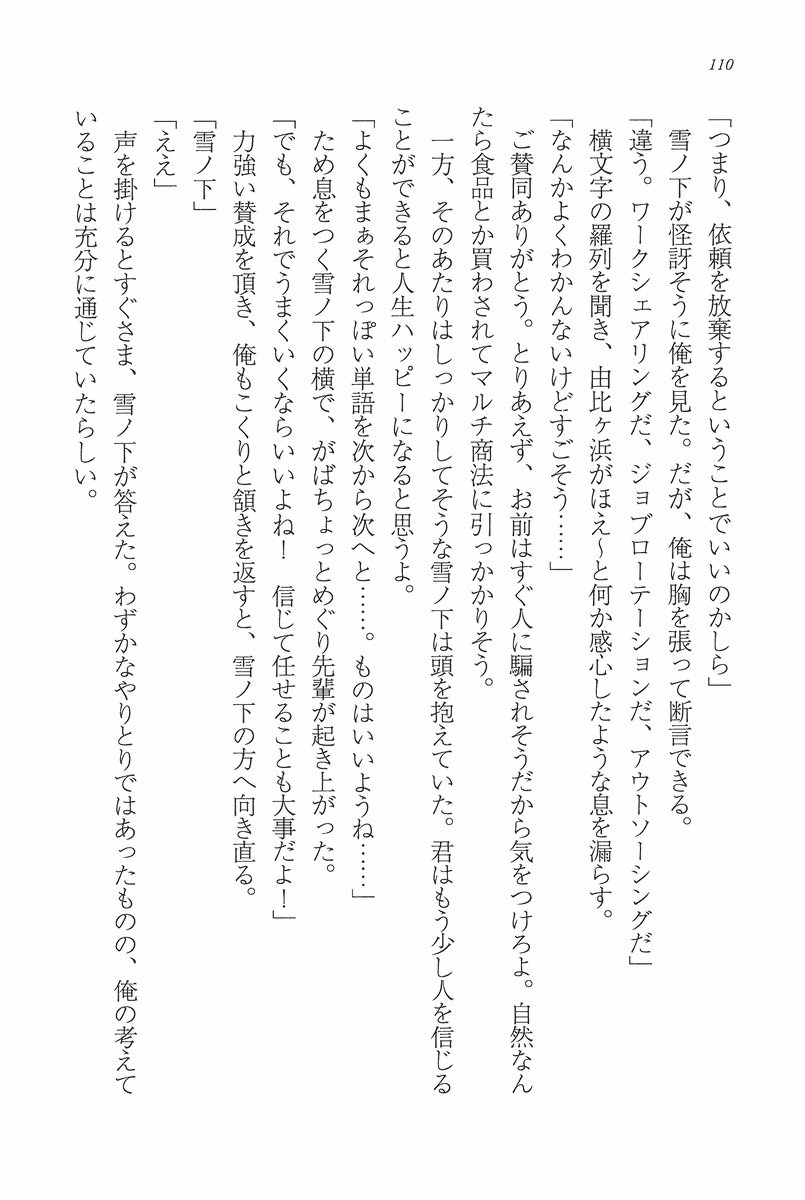 110
「つまり、依頼を放棄するということでいいのかしら」
雪ノ下が怪訝そうに俺を見た。だが、俺は胸を張って断言できる。
「違う。ワークシェアリングだ、ジョブローテーションだ、アウトソーシングだ」
横文字の羅列を聞き、由比ヶ浜がほえ～と何か感心したような息を漏らす。
「なんかよくわかんないけどすごそう……」
ご賛同ありがとう。とりあえず、お前はすぐ人に騙されそうだから気をつけろよ。自然なん
たら食品とか買わされてマルチ商法に引っかかりそう。
一方、そのあたりはしっかりしてそうな雪ノ下は頭を抱えていた。君はもう少し人を信じる
ことができると人生ハッピーになると思うよ。
「よくもまぁそれっぽい単語を次から次へと……。ものはいいようね……」
ため息をつく雪ノ下の横で、がばちょっとめぐり先輩が起き上がった。
「でも、それでうまくいくならいいよね！　信じて任せることも大事だよ！」
力強い賛成を頂き、俺もこくりと頷きを返すと、雪ノ下の方へ向き直る。
「雪ノ下」
「ええ」
声を掛けるとすぐさま、雪ノ下が答えた。わずかなやりとりではあったものの、俺の考えて
いることは充分に通じていたらしい。